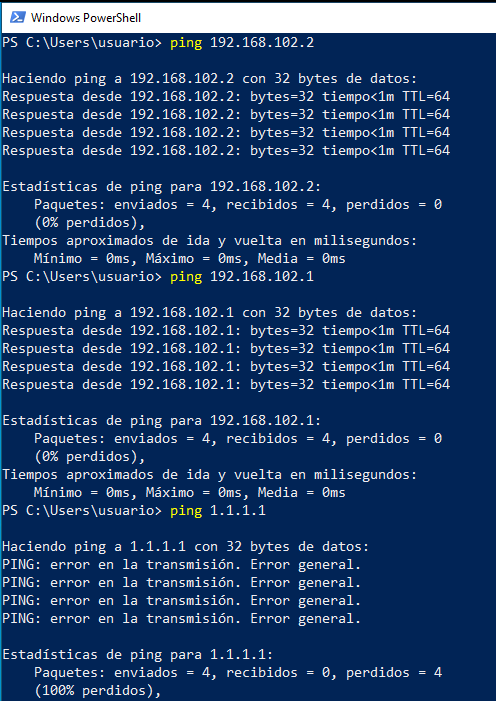 Windows PowerShell
PS C:\Users\usuario> ping 192.168.102.2
Haciendo ping a 192.168.102.2 con 32 bytes de datos:
Respuesta desde 192.168.102.2: bytes=32 tiempo<1m TTL=64
Respuesta desde 192.168.102.2: bytes=32 tiempo<1m TTL=64
Respuesta desde 192.168.102.2: bytes=32 tiempo<1m TTL=64
Respuesta desde 192.168.102.2: bytes=32 tiempo<1m TTL=64
Estadísticas de ping para 192.168.102.2:
Paquetes: enviados = 4, recibidos = 4, perdidos = 0
(0% perdidos),
Tiempos aproximados de ida y vuelta en milisegundos:
Mínimo = 0ms, Máximo = 0ms, Media = 0ms
PS C:\Users\usuario> ping 192.168.102.1
Haciendo ping a 192.168.102.1 con 32 bytes de datos:
Respuesta desde 192.168.102.1: bytes=32 tiempo<1m TTL=64
Respuesta desde 192.168.102.1: bytes=32 tiempo<1m TTL=64
Respuesta desde 192.168.102.1: bytes=32 tiempo<1m TTL=64
Respuesta desde 192.168.102.1: bytes=32 tiempo<1m TTL=64
Estadísticas de ping para 192.168.102.1:
Paquetes: enviados = 4, recibidos = 4, perdidos = 0
(0% perdidos),
Tiempos aproximados de ida y vuelta en milisegundos:
Mínimo = 0ms, Máximo = 0ms, Media = 0ms
PS C:\Users\usuario> ping 1.1.1.1
Haciendo ping a 1.1.1.1 con 32 bytes de datos:
PING: error en la transmisión. Error general.
PING: error en la transmisión. Error general.
PING: error en la transmisión. Error general.
PING: error en la transmisión. Error general.
Estadísticas de ping para 1.1.1.1:
Paquetes: enviados = 4, recibidos = 0, perdidos = 4
(100% perdidos),